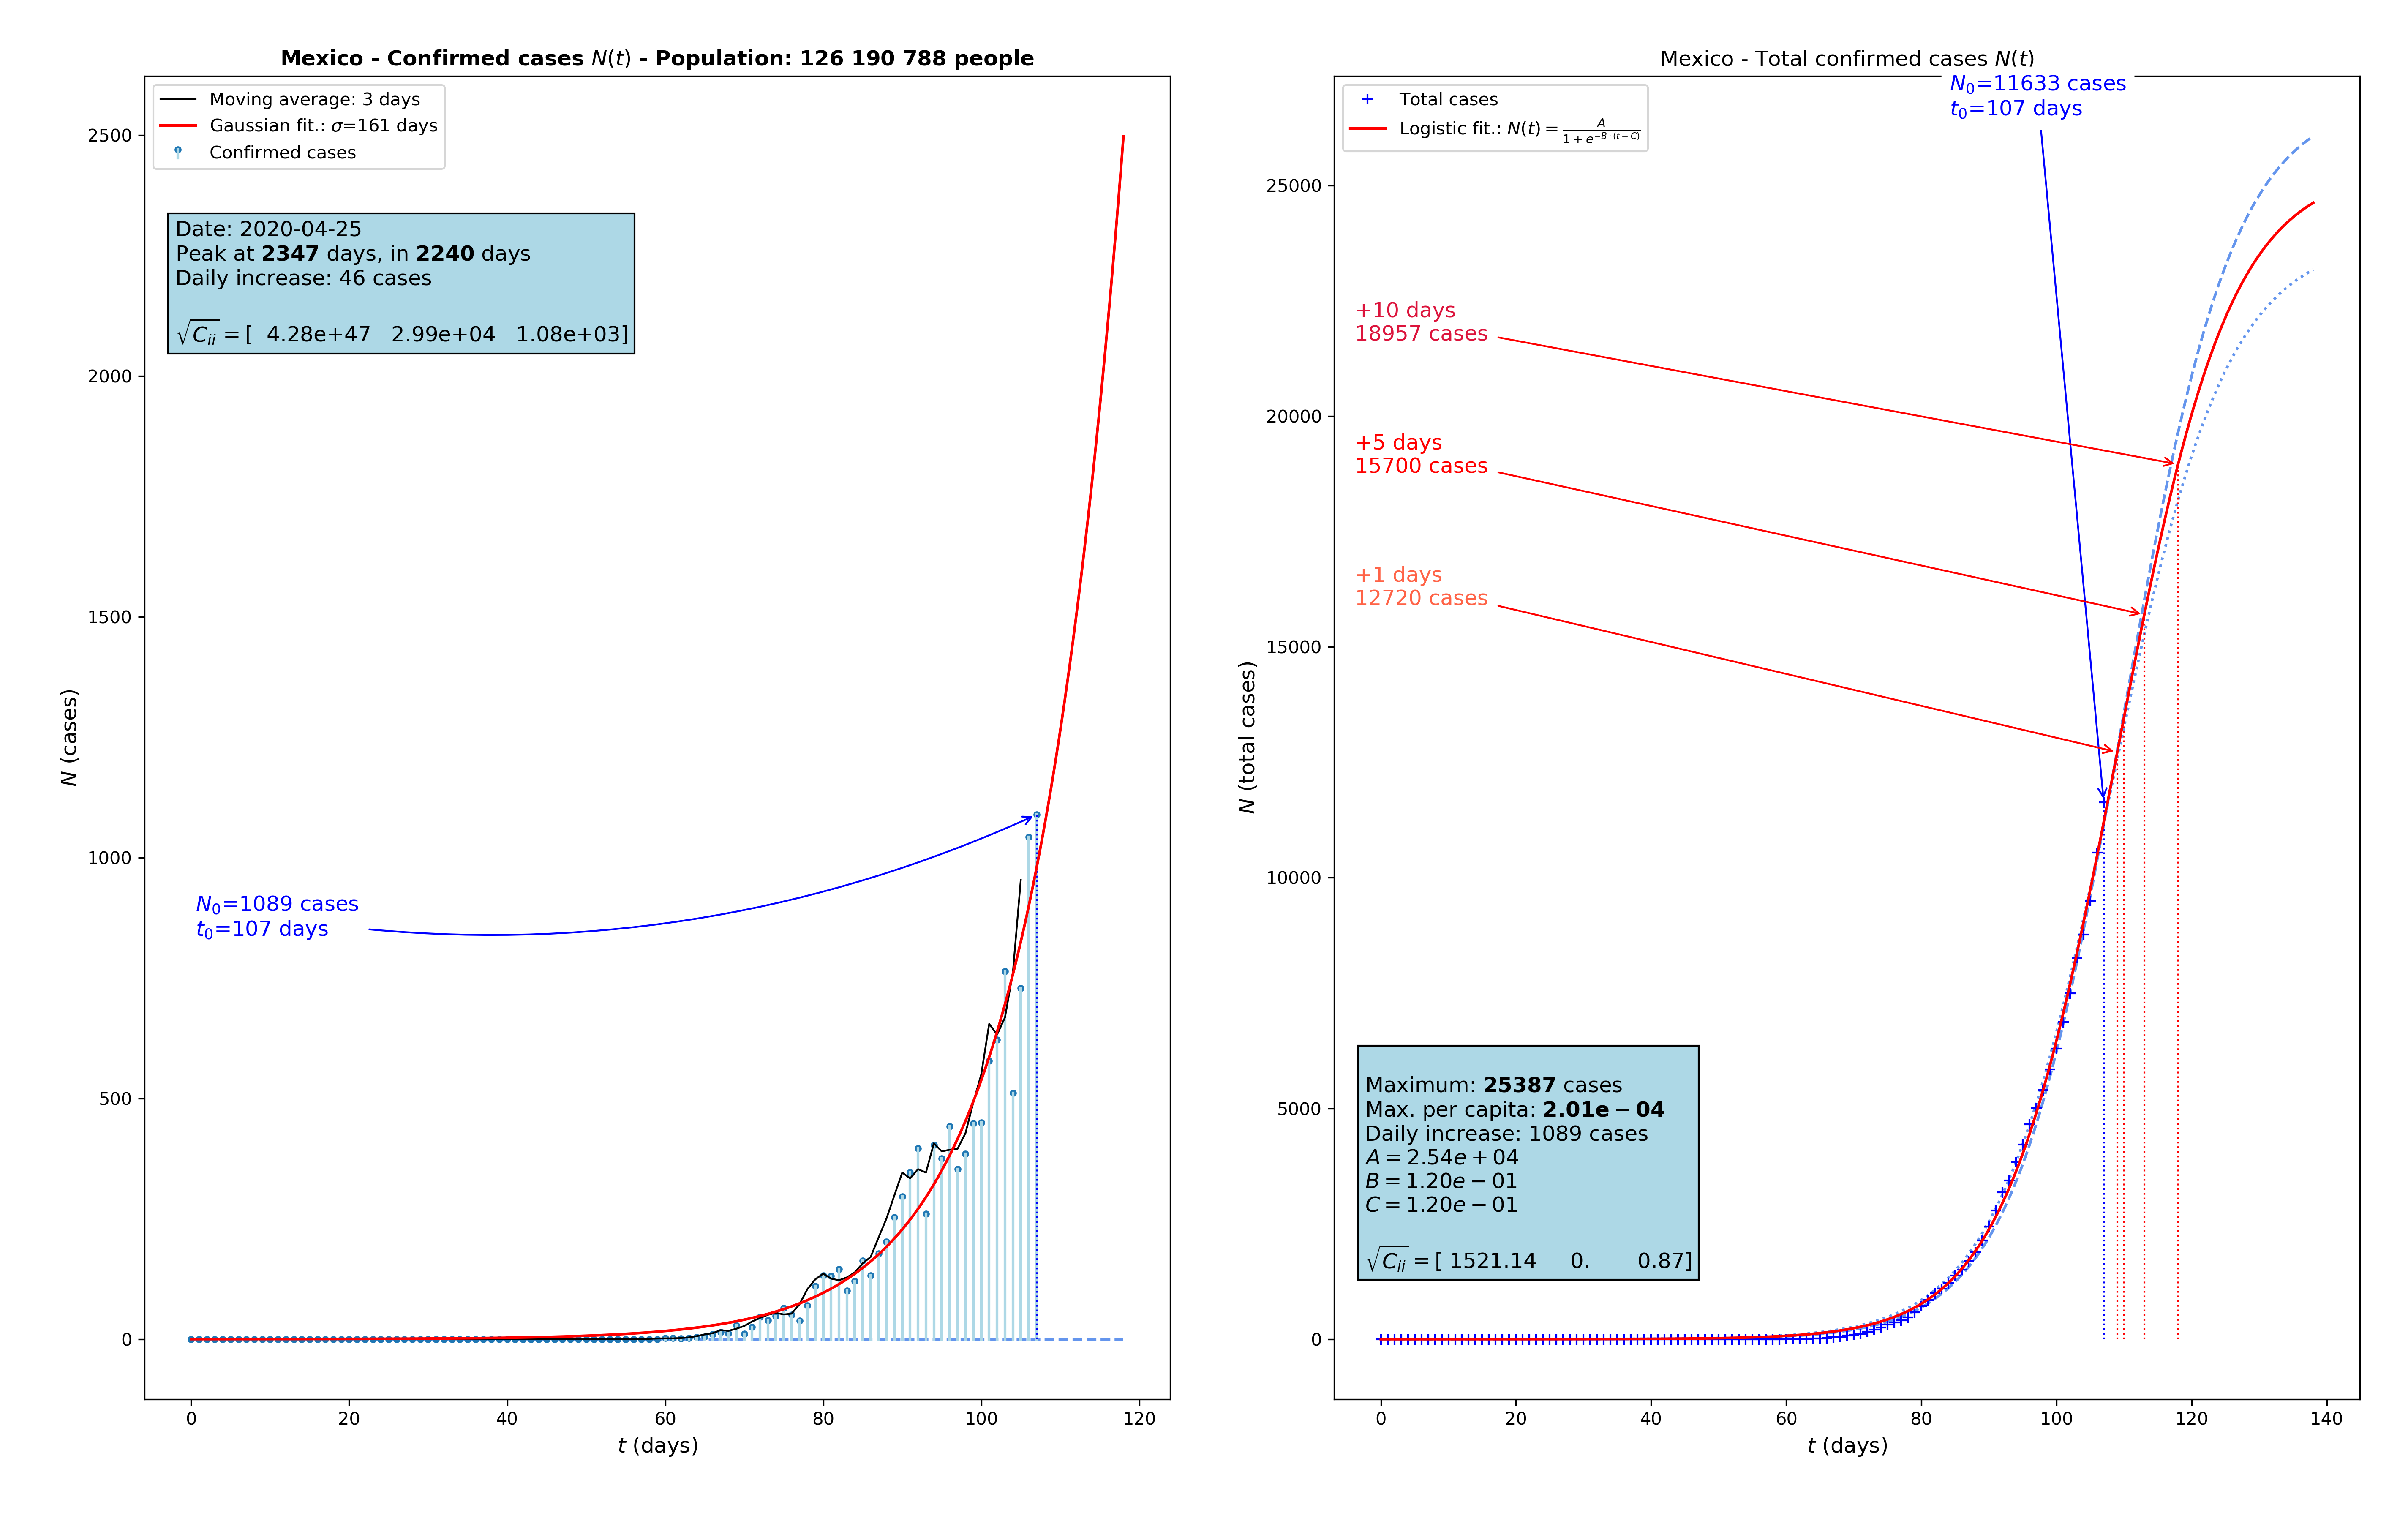 Mexico - Confirmed cases N(t) - Population: 126 190 788 people
Moving average: 3 days
Gaussian fit.: σ=161 days
Confirmed cases
Date: 2020-04-25
Peak at 2347 days, in 2240 days
Daily increase: 46 cases
√C_ii = [  4.28e+47   2.99e+04   1.08e+03]
N_0=1089 cases
t_0=107 days
2500
2000
1500
1000
500
0
N (cases)
0 20 40 60 80 100 120
t (days)
Mexico - Total confirmed cases N(t)
N_0=11633 cases
t_0=107 days
Total cases
Logistic fit.: N(t) = A / (1 + e^{-B·(t-C)})
+10 days
18957 cases
+5 days
15700 cases
+1 days
12720 cases
Maximum: 25387 cases
Max. per capita: 2.01e − 04
Daily increase: 1089 cases
A = 2.54e + 04
B = 1.20e − 01
C = 1.20e − 01
√C_ii = [ 1521.14     0.       0.87]
25000
20000
15000
10000
5000
0
N (total cases)
0 20 40 60 80 100 120 140
t (days)